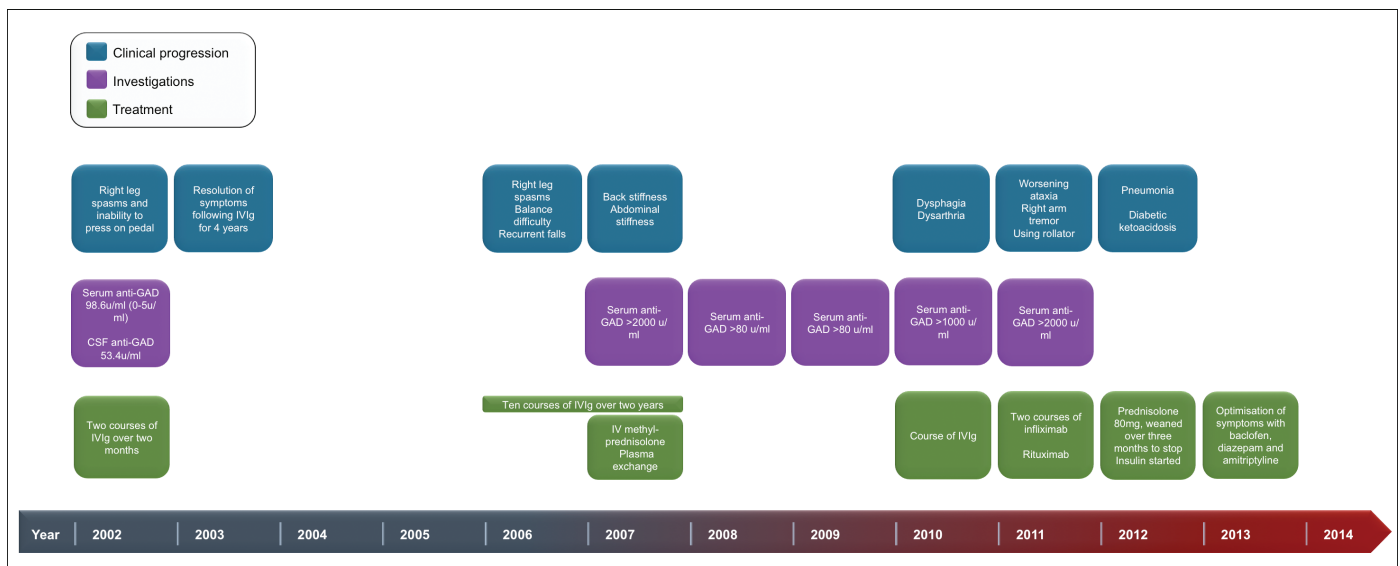 Clinical progression
Investigations
Treatment
Right leg
spasms and
inability to
press on pedal
Resolution of
symptoms
following IVIg
for 4 years
Right leg
spasms
Balance
difficulty
Recurrent falls
Back stiffness
Abdominal
stiffness
Dysphagia
Dysarthria
Worsening
ataxia
Right arm
tremor
Using rollator
Pneumonia
Diabetic
ketoacidosis
Serum anti-GAD
98.6u/ml (0-5u/
ml)
CSF anti-GAD
53.4u/ml
Serum anti-
GAD >2000 u/
ml
Serum anti-
GAD >80 u/ml
Serum anti-
GAD >80 u/ml
Serum anti-
GAD >1000 u/
ml
Serum anti-
GAD >2000 u/
ml
Two courses of
IVIg over two
months
Ten courses of IVIg over two years
IV methyl-
prednisolone
Plasma
exchange
Course of IVIg
Two courses of
infliximab
Rituximab
Prednisolone
80mg, weaned
over three
months to stop
Insulin started
Optimisation of
symptoms with
baclofen,
diazepam and
amitriptyline
Year 2002 2003 2004 2005 2006 2007 2008 2009 2010 2011 2012 2013 2014